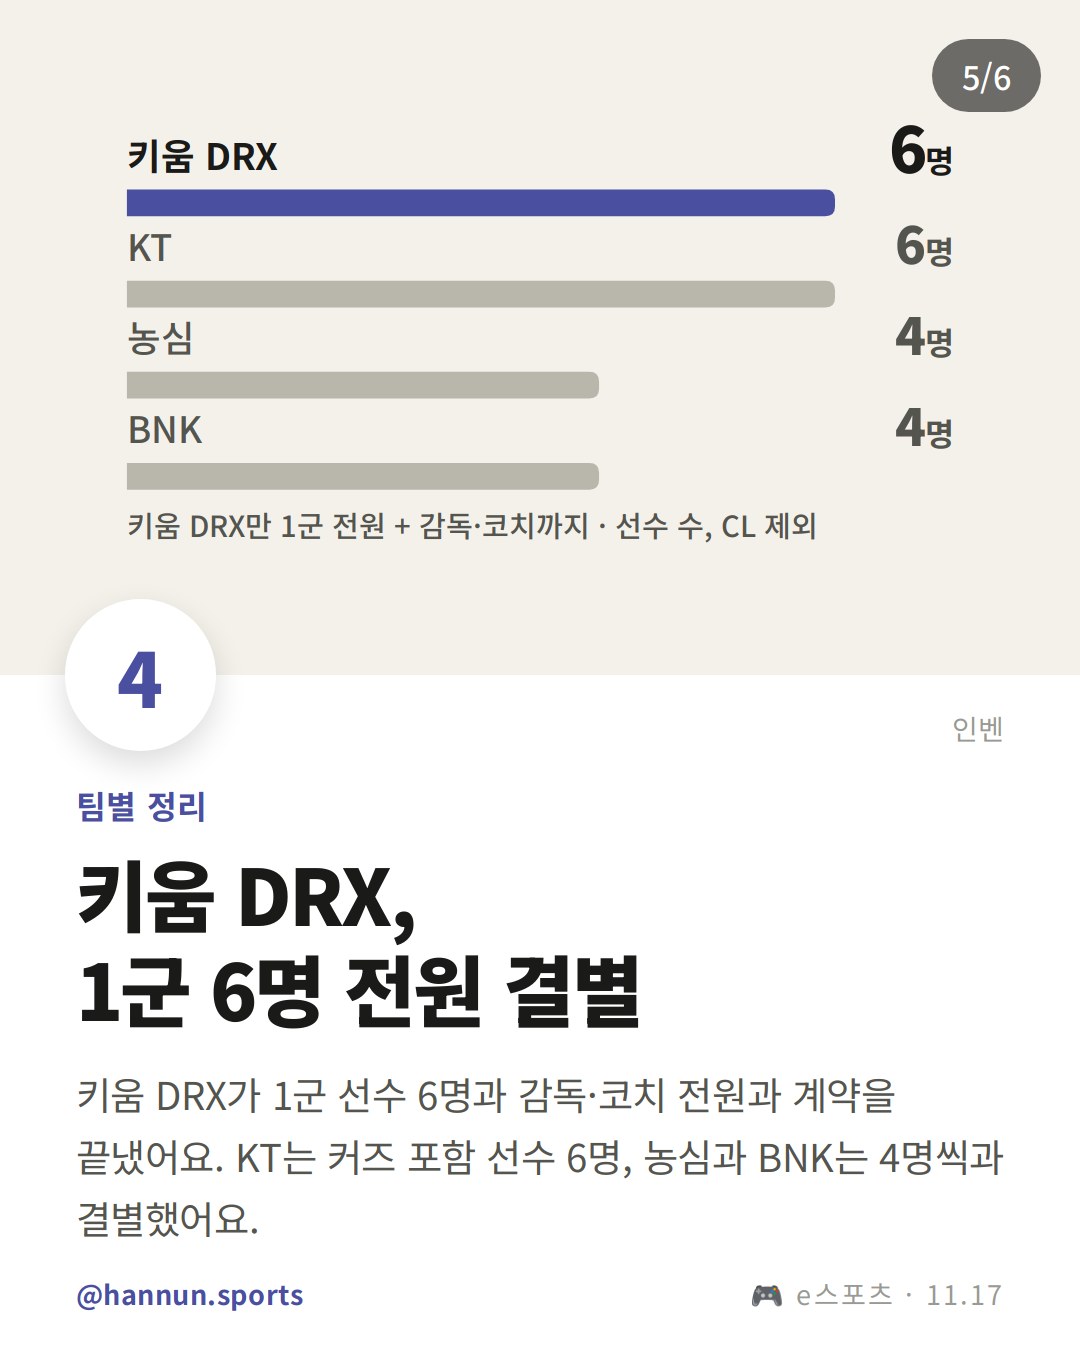 5/6
키움 DRX 6명
KT 6명
농심 4명
BNK 4명
키움 DRX만 1군 전원 + 감독·코치까지 · 선수 수, CL 제외
4
인벤
팀별 정리
키움 DRX,
1군 6명 전원 결별
키움 DRX가 1군 선수 6명과 감독·코치 전원과 계약을
끝냈어요. KT는 커즈 포함 선수 6명, 농심과 BNK는 4명씩과
결별했어요.
@hannun.sports 🎮 e스포츠 · 11.17